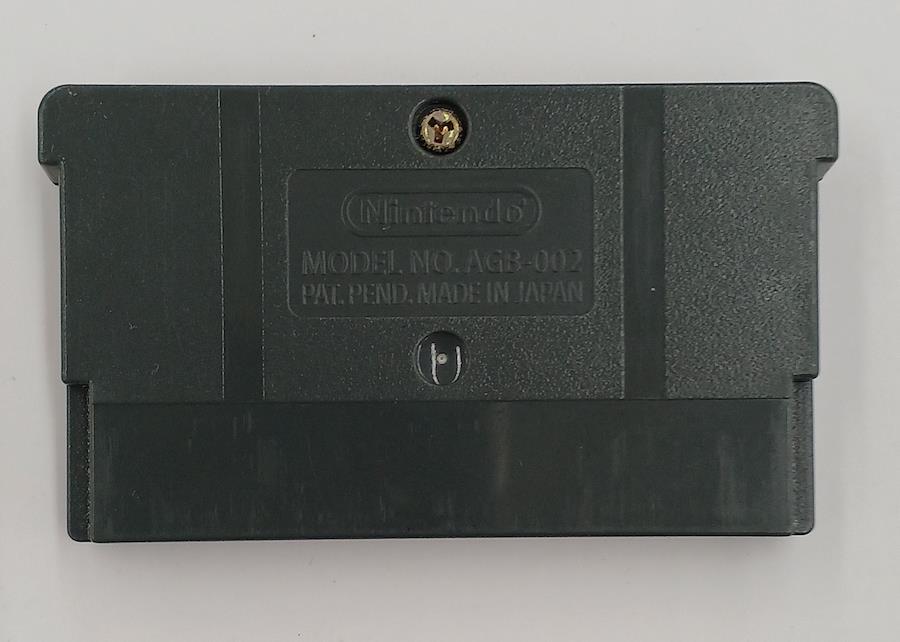 Nintendo®
MODEL NO. AGB-002
PAT. PEND. MADE IN JAPAN